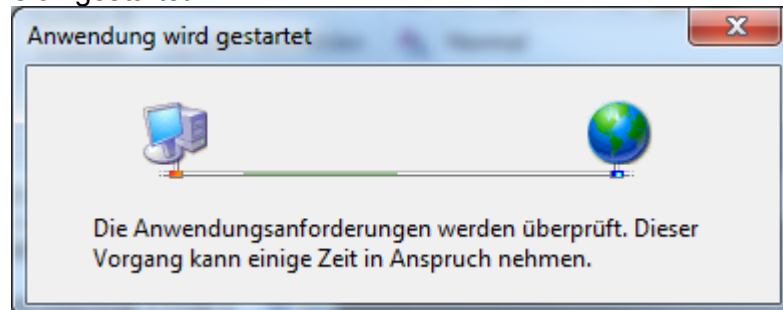 Anwendung wird gestartet
Die Anwendungsanforderungen werden überprüft. Dieser
Vorgang kann einige Zeit in Anspruch nehmen.